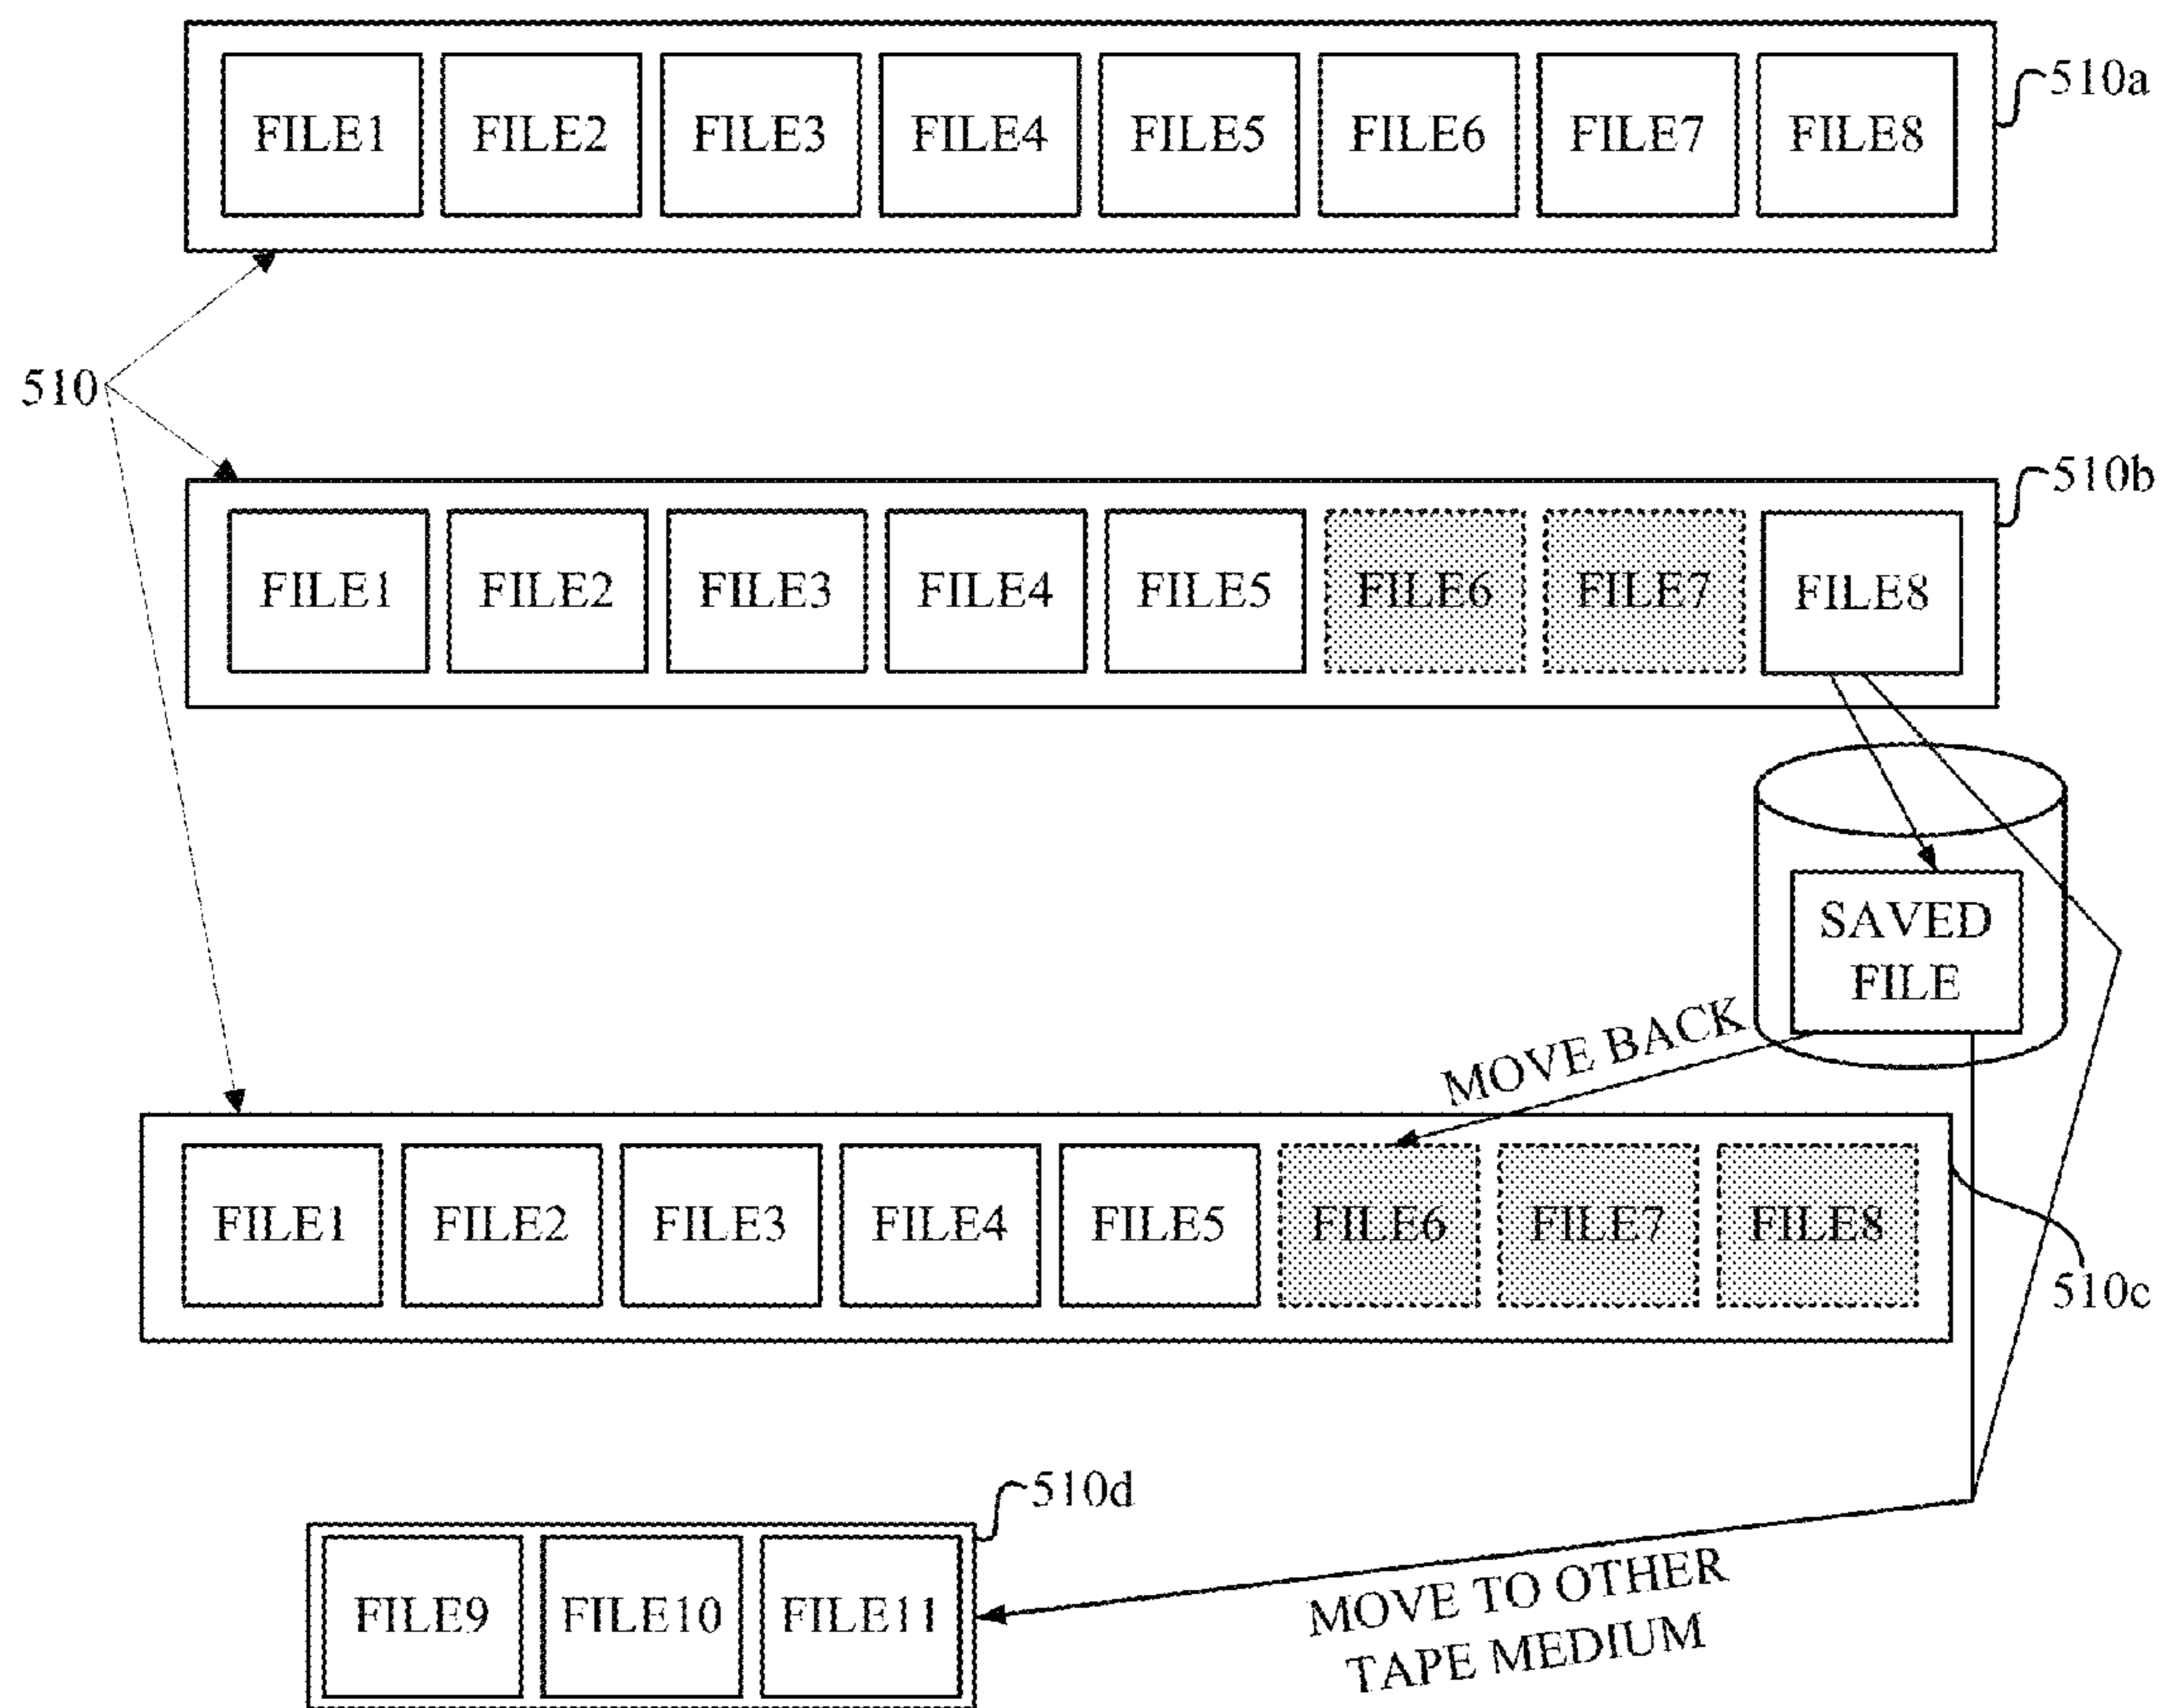 FILE1 FILE2 FILE3 FILE4 FILE5 FILE6 FILE7 FILE8
510a
510
510b
FILE1 FILE2 FILE3 FILE4 FILE5 FILE6 FILE7 FILE8
SAVED
FILE
MOVE BACK
FILE1 FILE2 FILE3 FILE4 FILE5 FILE6 FILE7 FILE8
510c
510d
FILE9 FILE10 FILE11
MOVE TO OTHER
TAPE MEDIUM